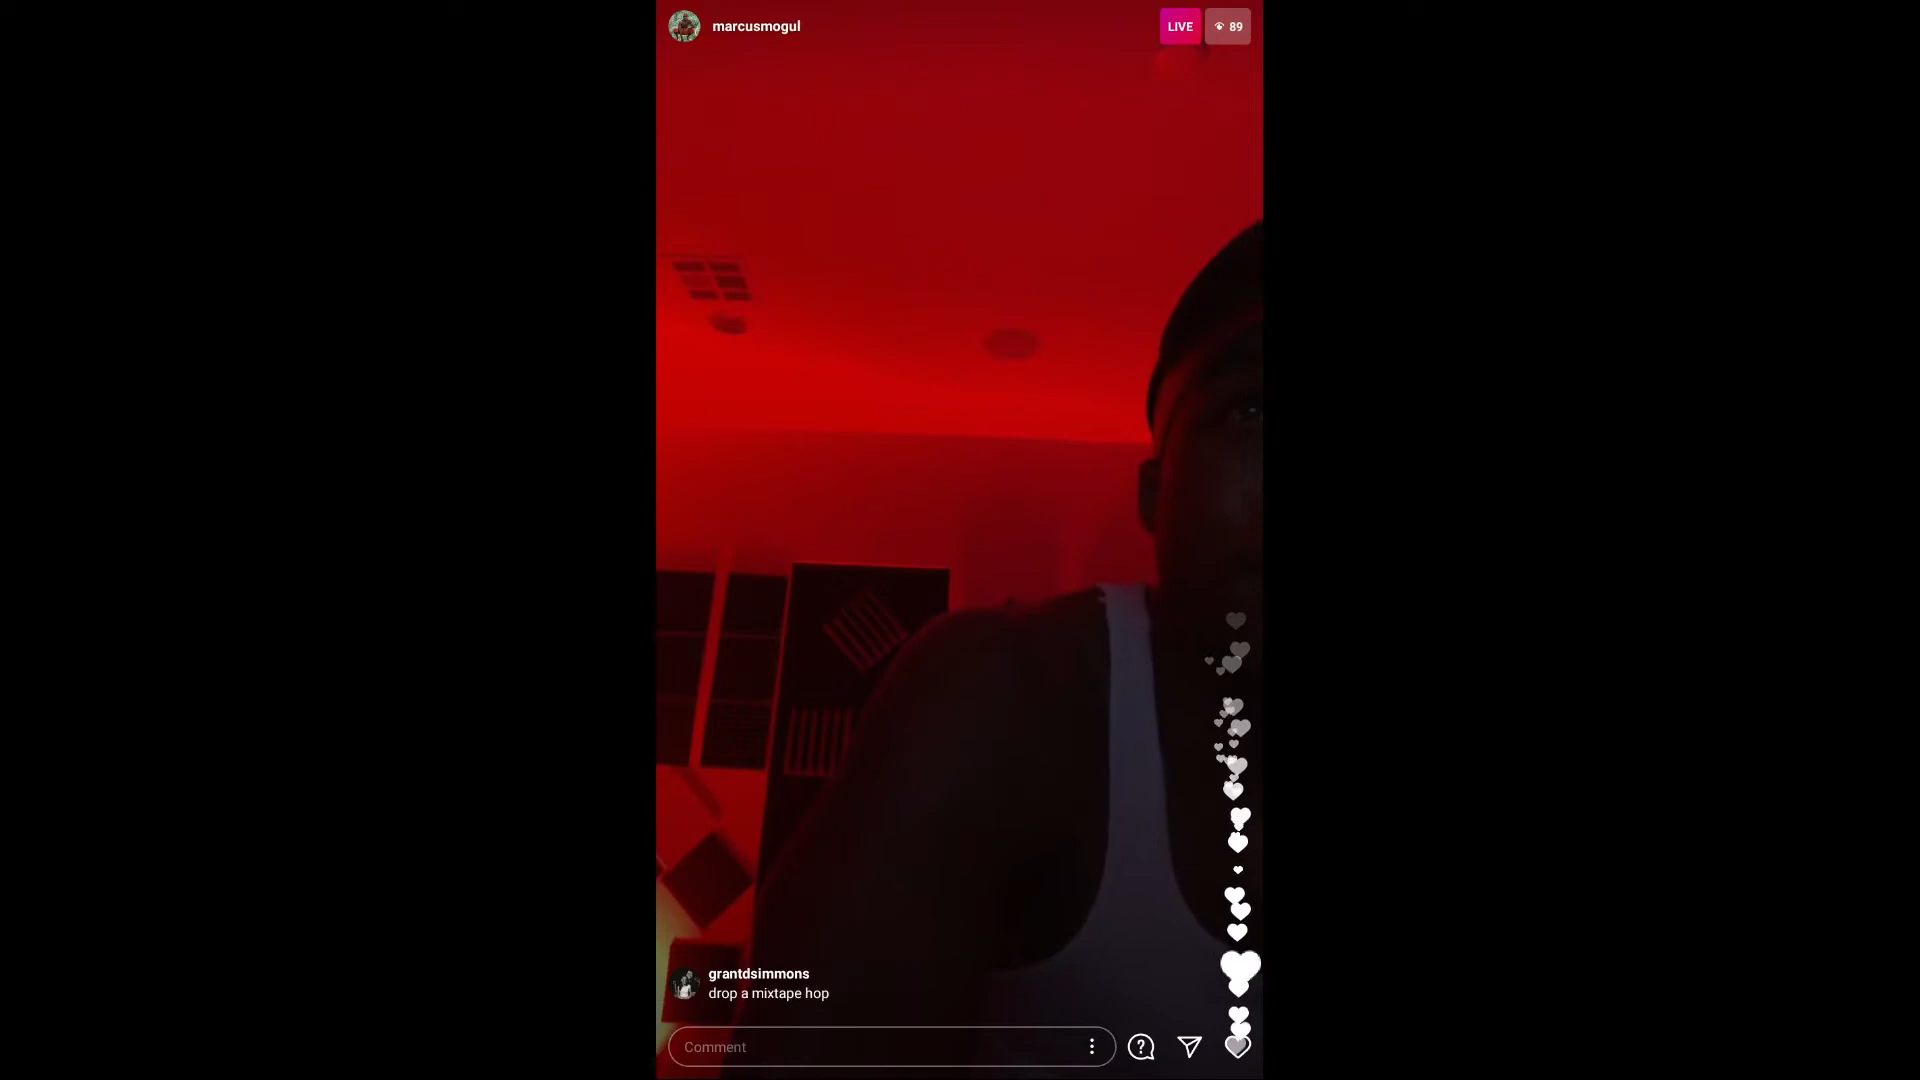 marcusmogul
LIVE
89
grantdsimmons
drop a mixtape hop
Comment